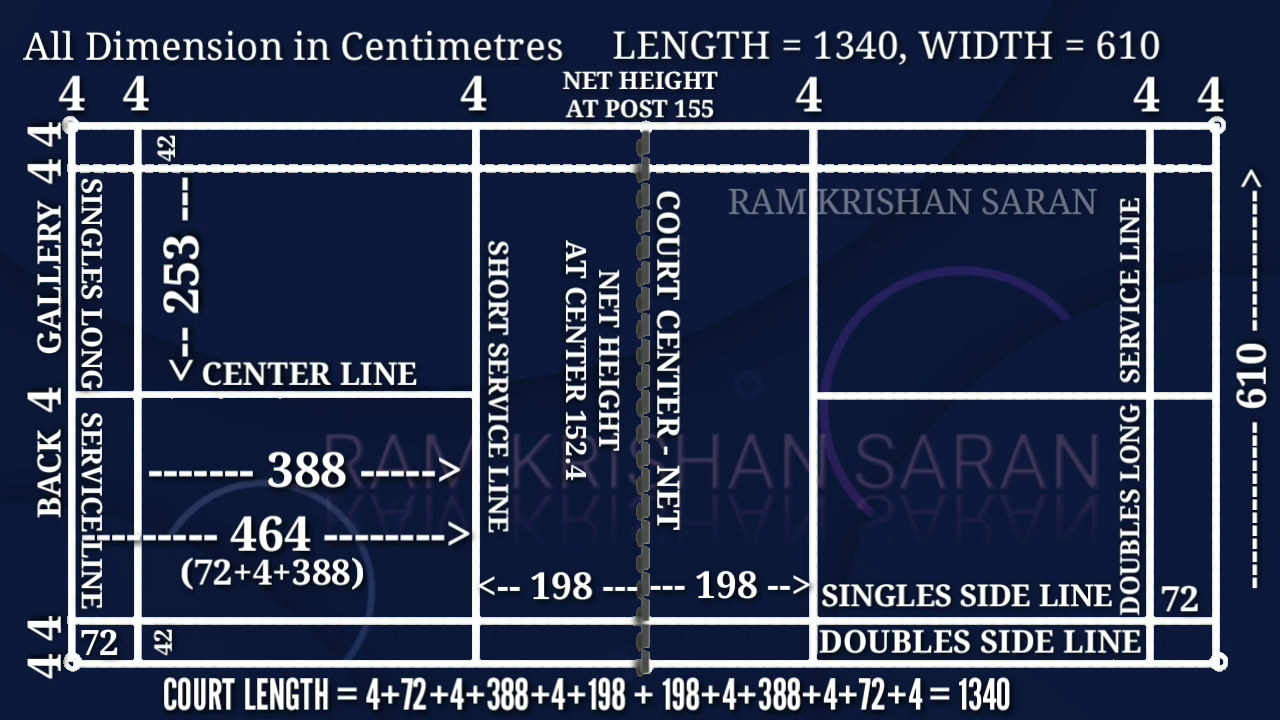 All Dimension in Centimetres LENGTH = 1340, WIDTH = 610
4 4 4 NET HEIGHT 4 4 4
AT POST 155
4
4
GALLERY
4
BACK
4
4
SINGLES LONG
SERVICE LINE
42
<-- 253 ---
CENTER LINE
------- 388 ----->
--------- 464 -------->
(72+4+388)
72
42
SHORT SERVICE LINE
NET HEIGHT
AT CENTER 152.4
COURT CENTER - NET
<-- 198 ---
--- 198 -->
RAM KRISHAN SARAN
RAM KRISHAN SARAN
SERVICE LINE
DOUBLES LONG
SINGLES SIDE LINE
DOUBLES SIDE LINE
72
----------- 610 ----------->
COURT LENGTH = 4+72+4+388+4+198 + 198+4+388+4+72+4 = 1340